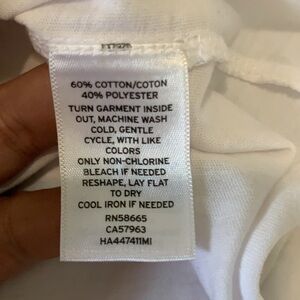 60% COTTON/COTON
40% POLYESTER
TURN GARMENT INSIDE
OUT, MACHINE WASH
COLD, GENTLE
CYCLE, WITH LIKE
COLORS
ONLY NON-CHLORINE
BLEACH IF NEEDED
RESHAPE, LAY FLAT
TO DRY
COOL IRON IF NEEDED
RN58665
CA57963
HA447411MI